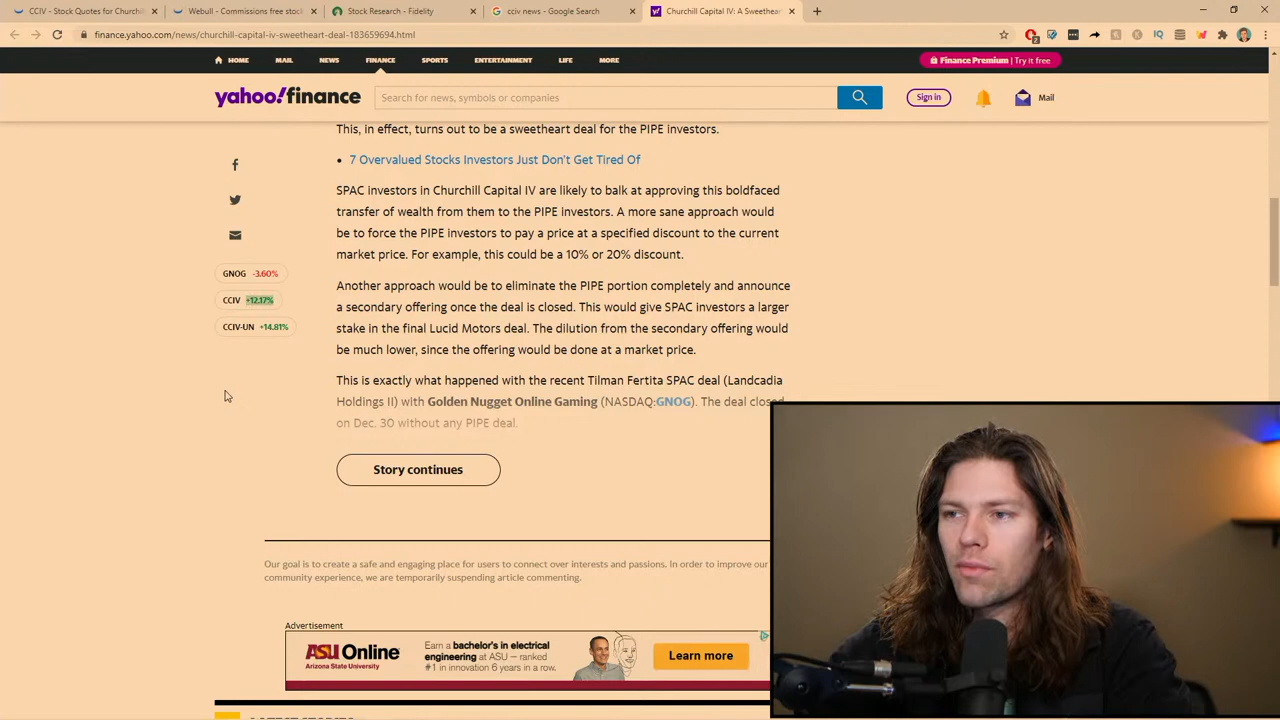 CCIV - Stock Quotes for Churchill
Webull - Commissions free stock
Stock Research - Fidelity
cciv news - Google Search
Churchill Capital IV: A Sweethear
finance.yahoo.com/news/churchill-capital-iv-sweetheart-deal-183659694.html
HOME MAIL NEWS FINANCE SPORTS ENTERTAINMENT LIFE MORE
Finance Premium | Try it free
yahoo!finance
Search for news, symbols or companies
Sign in
Mail
This, in effect, turns out to be a sweetheart deal for the PIPE investors.
• 7 Overvalued Stocks Investors Just Don't Get Tired Of
SPAC investors in Churchill Capital IV are likely to balk at approving this boldfaced
transfer of wealth from them to the PIPE investors. A more sane approach would
be to force the PIPE investors to pay a price at a specified discount to the current
market price. For example, this could be a 10% or 20% discount.
GNOG -3.60%
CCIV +12.17%
CCIV-UN +14.81%
Another approach would be to eliminate the PIPE portion completely and announce
a secondary offering once the deal is closed. This would give SPAC investors a larger
stake in the final Lucid Motors deal. The dilution from the secondary offering would
be much lower, since the offering would be done at a market price.
This is exactly what happened with the recent Tilman Fertita SPAC deal (Landcadia
Holdings II) with Golden Nugget Online Gaming (NASDAQ:GNOG). The deal closed
on Dec. 30 without any PIPE deal.
Story continues
Our goal is to create a safe and engaging place for users to connect over interests and passions. In order to improve our
community experience, we are temporarily suspending article commenting.
Advertisement
ASU Online
Arizona State University
Earn a bachelor's in electrical
engineering at ASU — ranked
#1 in innovation 6 years in a row.
Learn more